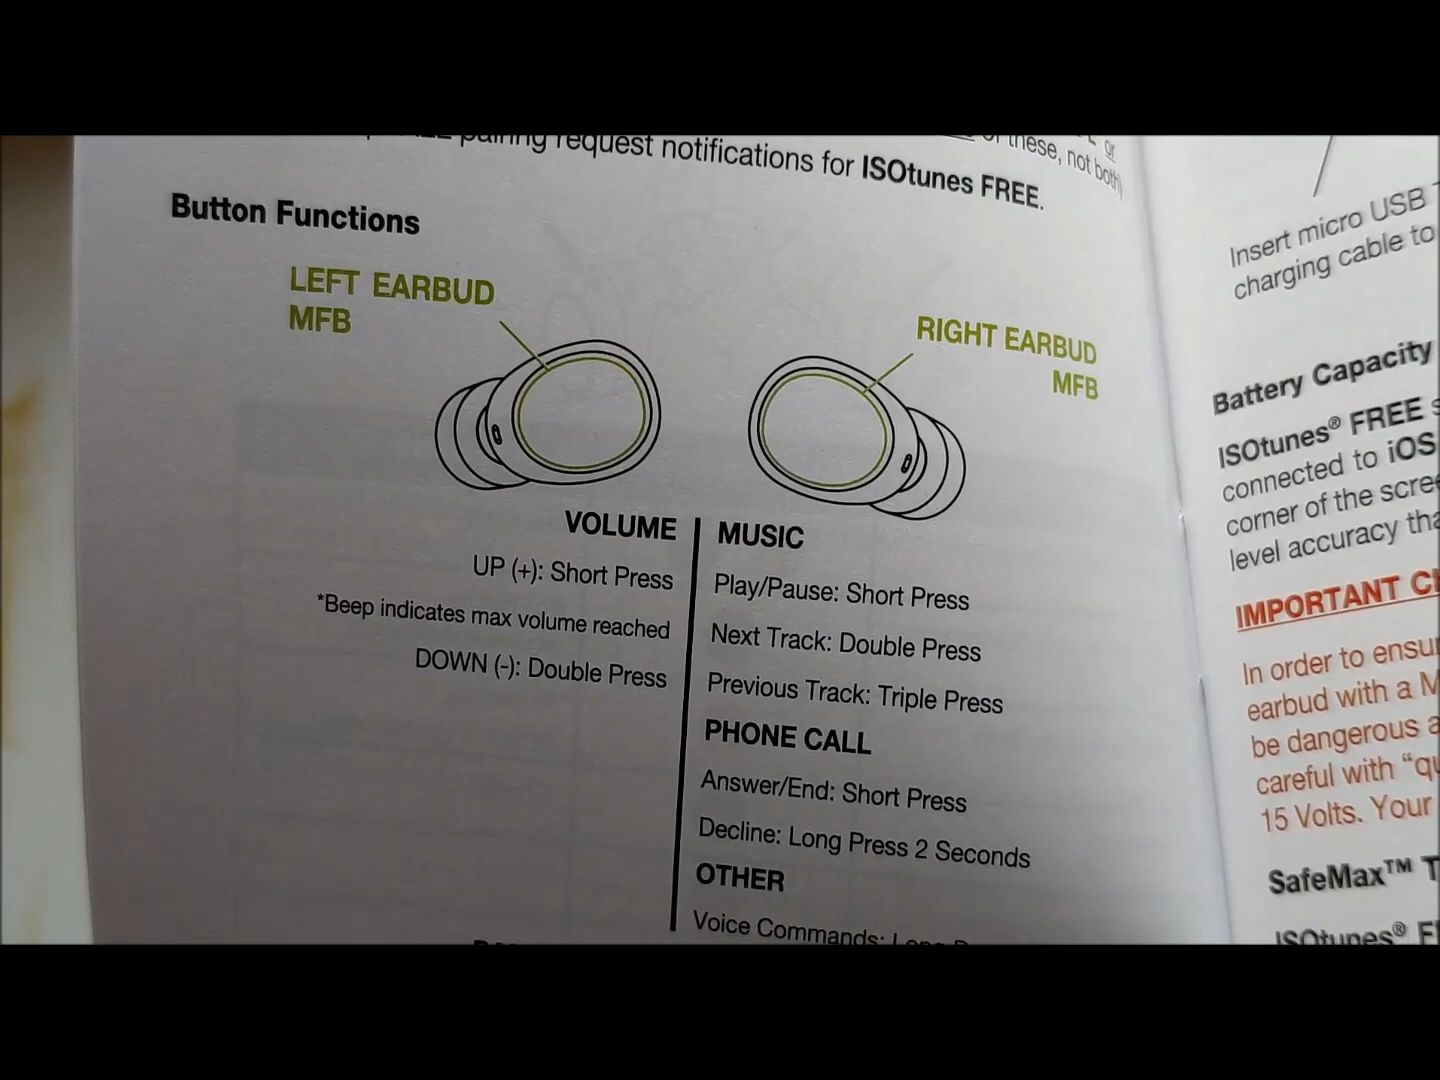 pairing request notifications for ISOtunes FREE.
of these, not both)
or
Button Functions
LEFT EARBUD
MFB
RIGHT EARBUD
MFB
VOLUME
UP (+): Short Press
*Beep indicates max volume reached
DOWN (-): Double Press
MUSIC
Play/Pause: Short Press
Next Track: Double Press
Previous Track: Triple Press
PHONE CALL
Answer/End: Short Press
Decline: Long Press 2 Seconds
OTHER
Voice Commands: Long
Insert micro USB
charging cable to
Battery Capacity
ISOtunes® FREE
connected to iOS
corner of the
level accuracy
IMPORTANT
In order to
earbud with a
be dangerous
careful with
15 Volts. Your
SafeMax™
ISOtunes®